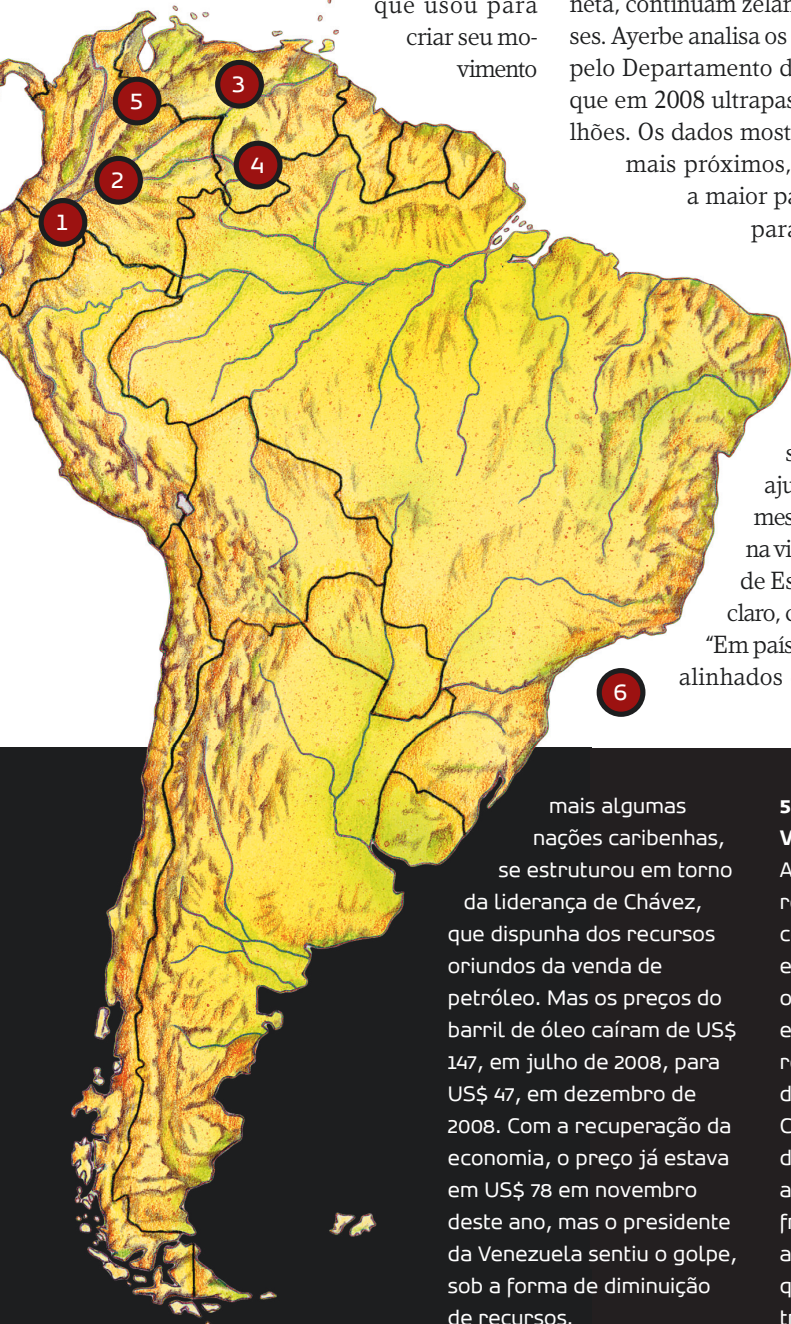 que usou para
criar seu mo-
vimento
neta, continuam zelan
ses. Ayerbe analisa os
pelo Departamento d
que em 2008 ultrapas
lhões. Os dados most
mais próximos,
a maior pa
para
s
aju
mes
na vi
de Es
claro, c
“Em país
alinhados
3
5
4
2
1
6
mais algumas
nações caribenhas,
se estruturou em torno
da liderança de Chávez,
que dispunha dos recursos
oriundos da venda de
petróleo. Mas os preços do
barril de óleo caíram de US$
147, em julho de 2008, para
US$ 47, em dezembro de
2008. Com a recuperação da
economia, o preço já estava
em US$ 78 em novembro
deste ano, mas o presidente
da Venezuela sentiu o golpe,
sob a forma de diminuição
de recursos.
5
V
A
r
c
e
o
e
r
d
C
d
a
fr
a
q
tr